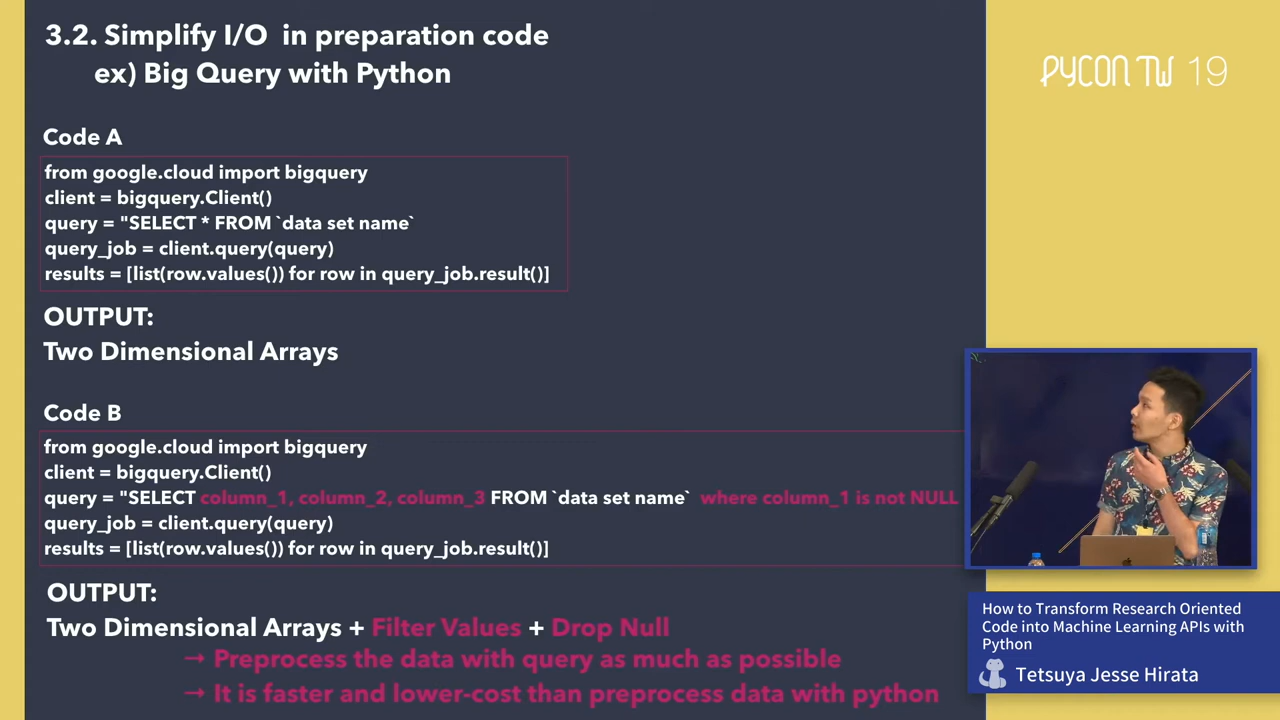 3.2. Simplify I/O in preparation code
ex) Big Query with Python
PYCON TW 19
Code A
from google.cloud import bigquery
client = bigquery.Client()
query = "SELECT * FROM `data set name`
query_job = client.query(query)
results = [list(row.values()) for row in query_job.result()]
OUTPUT:
Two Dimensional Arrays
Code B
from google.cloud import bigquery
client = bigquery.Client()
query = "SELECT column_1, column_2, column_3 FROM `data set name` where column_1 is not NULL
query_job = client.query(query)
results = [list(row.values()) for row in query_job.result()]
OUTPUT:
Two Dimensional Arrays + Filter Values + Drop Null
→ Preprocess the data with query as much as possible
→ It is faster and lower-cost than preprocess data with python
How to Transform Research Oriented
Code into Machine Learning APIs with
Python
Tetsuya Jesse Hirata